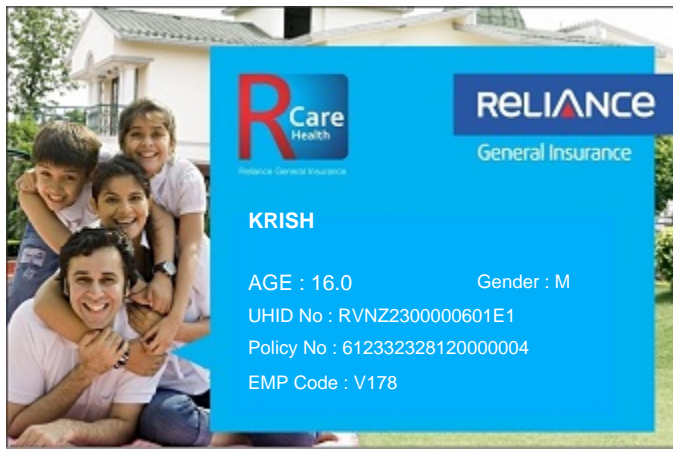 R Care
Health
Reliance General Insurance
RELIANCE
General Insurance
KRISH
AGE : 16.0 Gender : M
UHID No : RVNZ2300000601E1
Policy No : 612332328120000004
EMP Code : V178